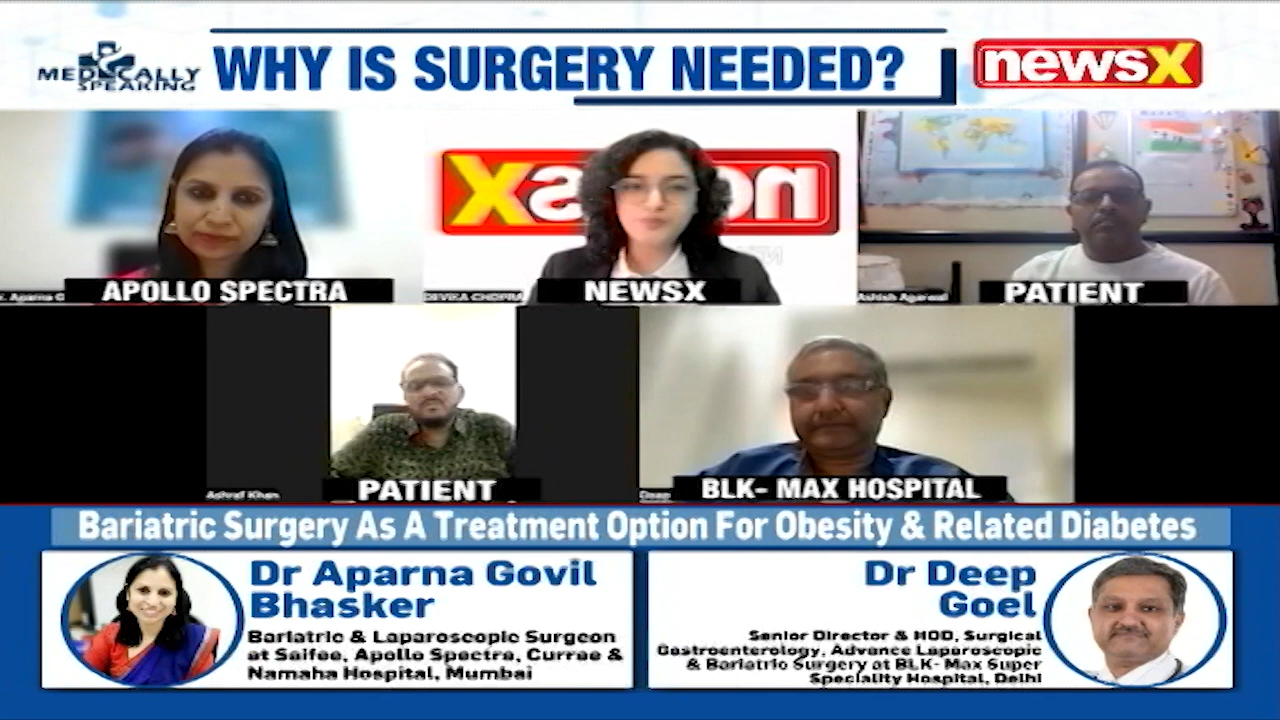 MEDICALLY
SPEAKING
WHY IS SURGERY NEEDED?
newsX
APOLLO SPECTRA
DEVIKA CHOPRA
NEWSX
Ashish Agarwal
PATIENT
Ashraf Khan
PATIENT
Deep
BLK- MAX HOSPITAL
Bariatric Surgery As A Treatment Option For Obesity & Related Diabetes
Dr Aparna Govil
Bhasker
Bariatric & Laparoscopic Surgeon
at Saifee, Apollo Spectra, Currae &
Namaha Hospital, Mumbai
Dr Deep
Goel
Senior Director & HOD, Surgical
Gastroenterology, Advance Laparoscopic
& Bariatric Surgery at BLK- Max Super
Speciality Hospital, Delhi